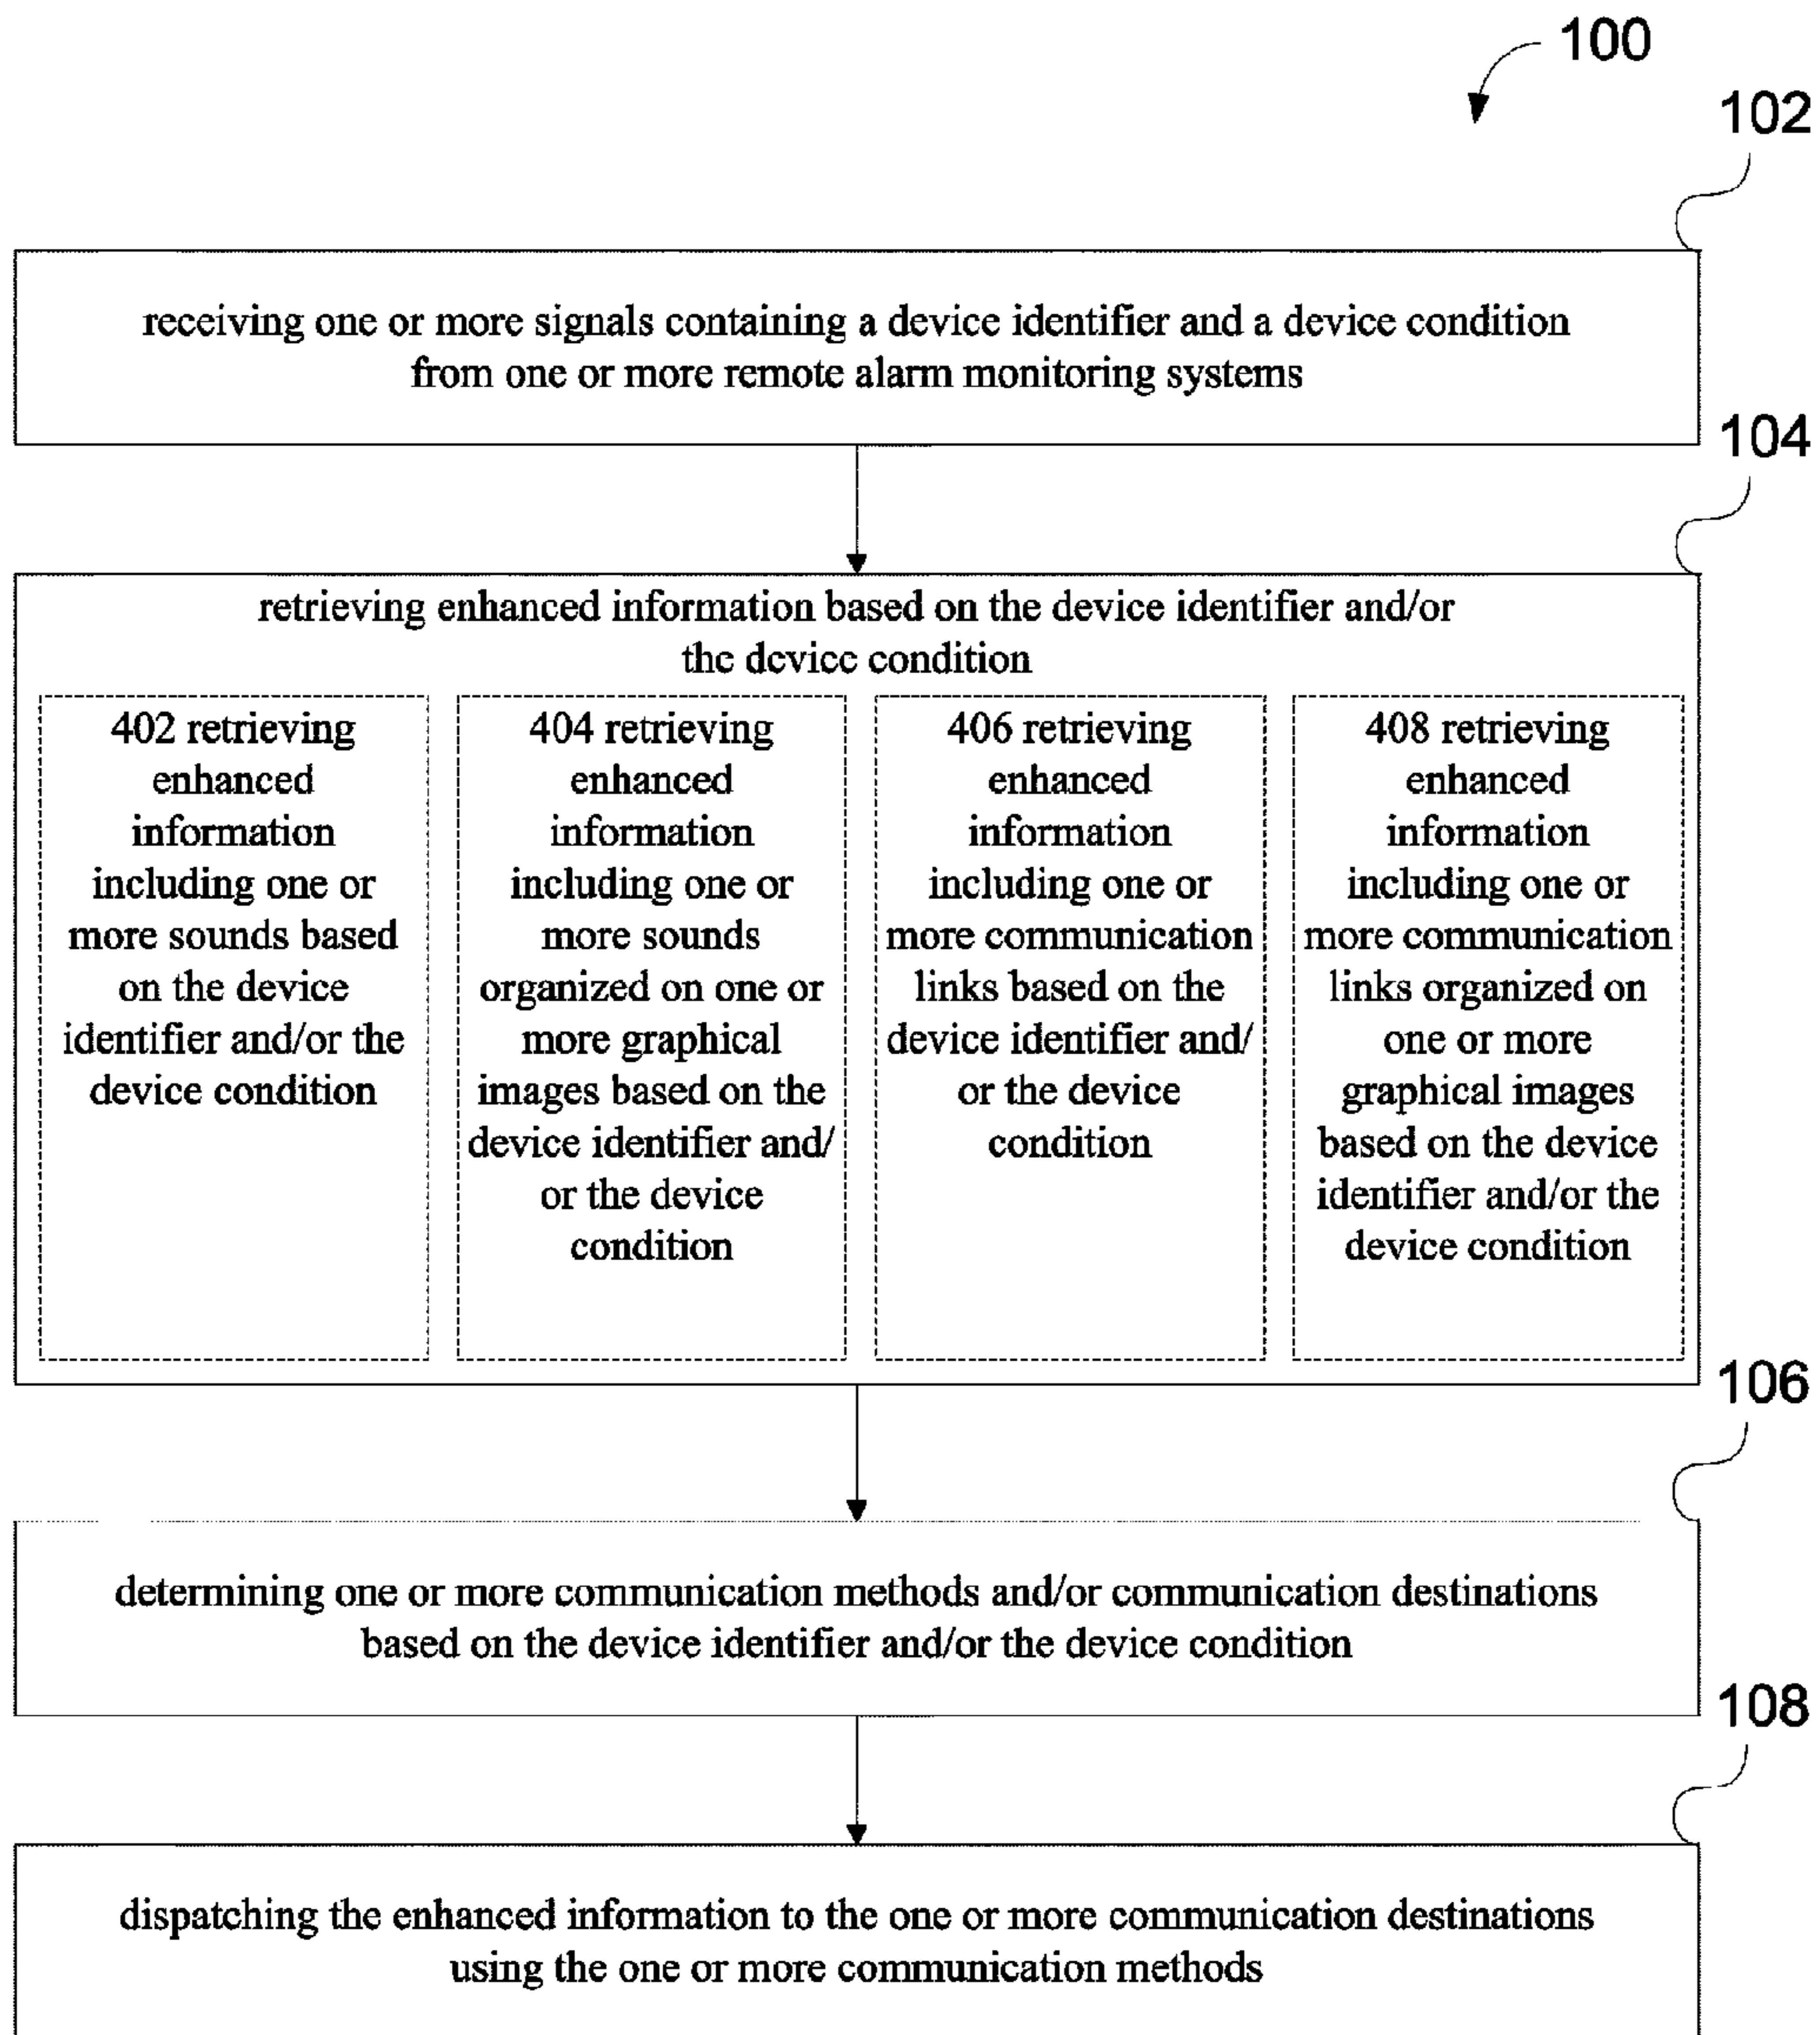 100
102
receiving one or more signals containing a device identifier and a device condition
from one or more remote alarm monitoring systems
104
retrieving enhanced information based on the device identifier and/or
the device condition
402 retrieving
enhanced
information
including one or
more sounds based
on the device
identifier and/or the
device condition
404 retrieving
enhanced
information
including one or
more sounds
organized on one or
more graphical
images based on the
device identifier and/
or the device
condition
406 retrieving
enhanced
information
including one or
more communication
links based on the
device identifier and/
or the device
condition
408 retrieving
enhanced
information
including one or
more communication
links organized on
one or more
graphical images
based on the device
identifier and/or the
device condition
106
determining one or more communication methods and/or communication destinations
based on the device identifier and/or the device condition
108
dispatching the enhanced information to the one or more communication destinations
using the one or more communication methods